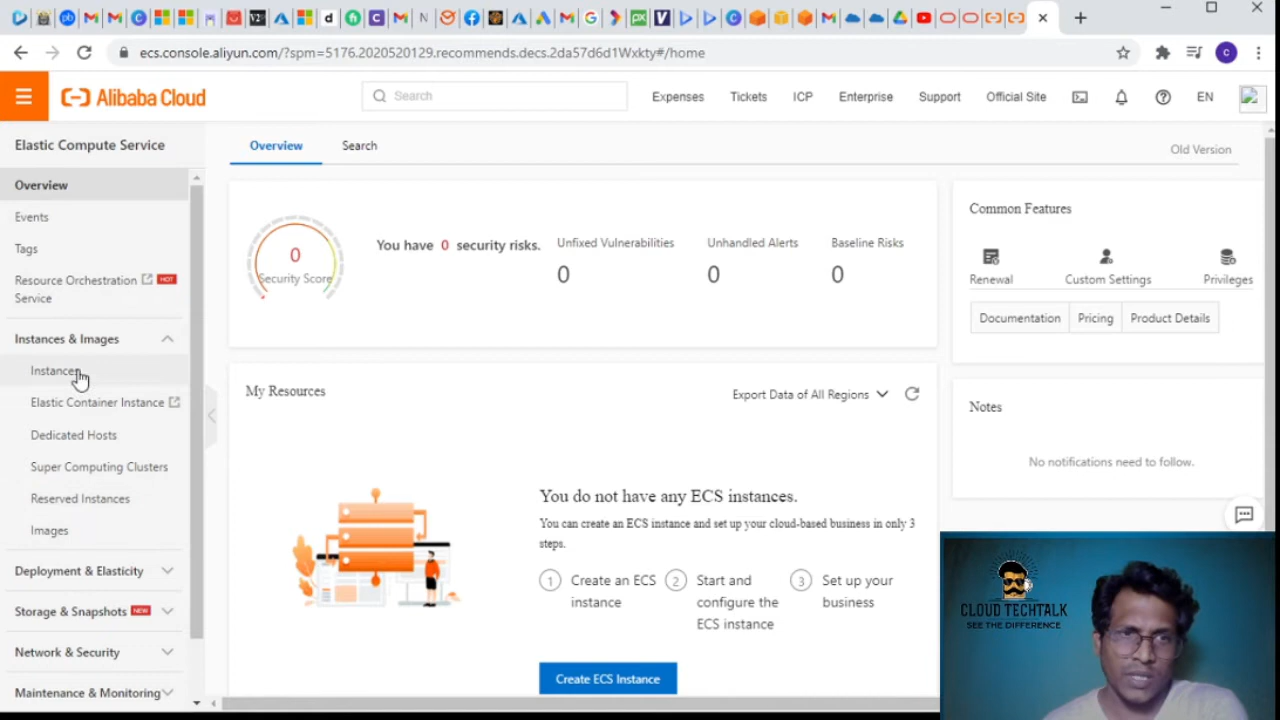 ecs.console.aliyun.com/?spm=5176.2020520129.recommends.decs.2da57d6d1Wxkty#/home
C
Alibaba Cloud
Search
Expenses
Tickets
ICP
Enterprise
Support
Official Site
EN
Elastic Compute Service
Overview
Events
Tags
Resource Orchestration HOT
Service
Instances & Images
Instances
Elastic Container Instance
Dedicated Hosts
Super Computing Clusters
Reserved Instances
Images
Deployment & Elasticity
Storage & Snapshots NEW
Network & Security
Maintenance & Monitoring
Overview
Search
Old Version
0
Security Score
You have 0 security risks.
Unfixed Vulnerabilities
0
Unhandled Alerts
0
Baseline Risks
0
My Resources
Export Data of All Regions
You do not have any ECS instances.
You can create an ECS instance and set up your cloud-based business in only 3
steps.
1 Create an ECS
instance
2 Start and
configure the
ECS instance
3 Set up your
business
Create ECS Instance
Common Features
Renewal
Custom Settings
Privileges
Documentation
Pricing
Product Details
Notes
No notifications need to follow.
CLOUD TECHTALK
SEE THE DIFFERENCE